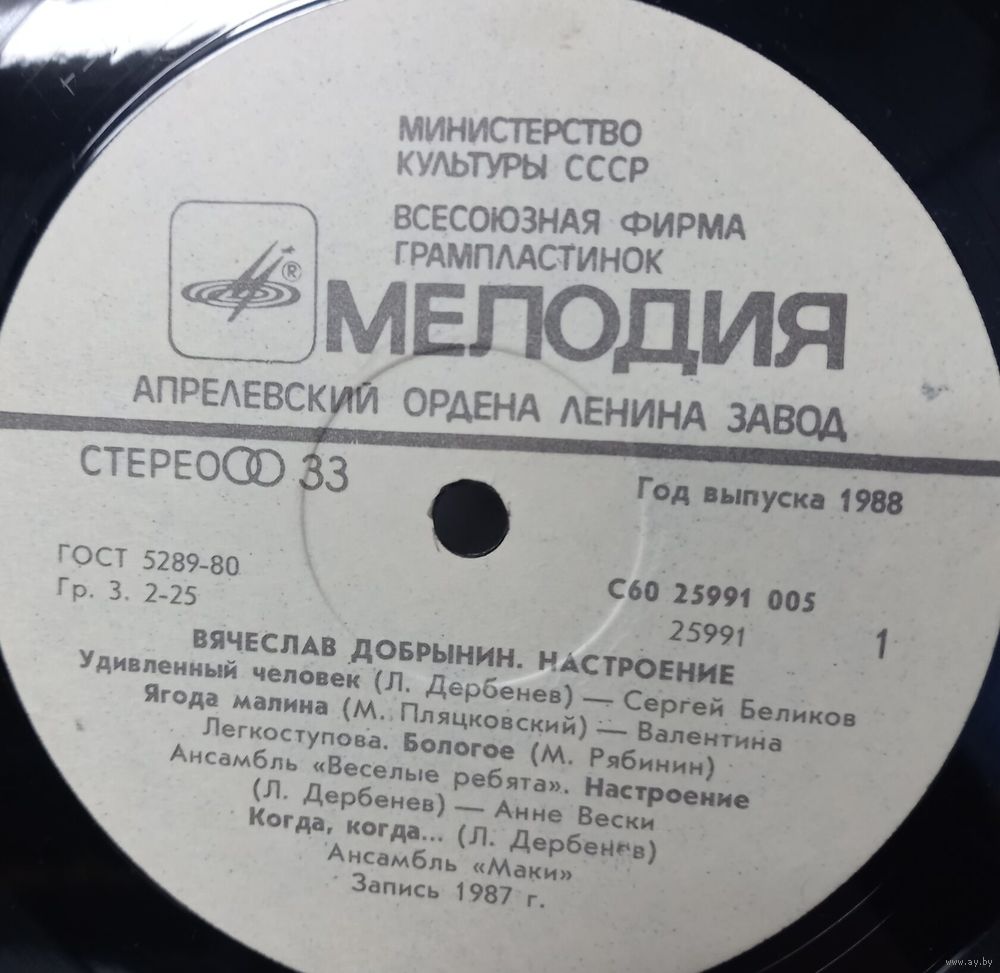 МИНИСТЕРСТВО
КУЛЬТУРЫ СССР
ВСЕСОЮЗНАЯ ФИРМА
ГРАМПЛАСТИНОК
®
МЕЛОДИЯ
АПРЕЛЕВСКИЙ ОРДЕНА ЛЕНИНА ЗАВОД
СТЕРЕО 33
Год выпуска 1988
ГОСТ 5289-80
Гр. 3. 2-25
С60 25991 005
25991
1
ВЯЧЕСЛАВ ДОБРЫНИН. НАСТРОЕНИЕ
Удивленный человек (Л. Дербенев) — Сергей Беликов
Ягода малина (М. Пляцковский) — Валентина
Легкоступова. Бологое (М. Рябинин)
Ансамбль «Веселые ребята». Настроение
(Л. Дербенев) — Анне Вески
Когда, когда... (Л. Дербенев)
Ансамбль «Маки»
Запись 1987 г.
www.ay.by